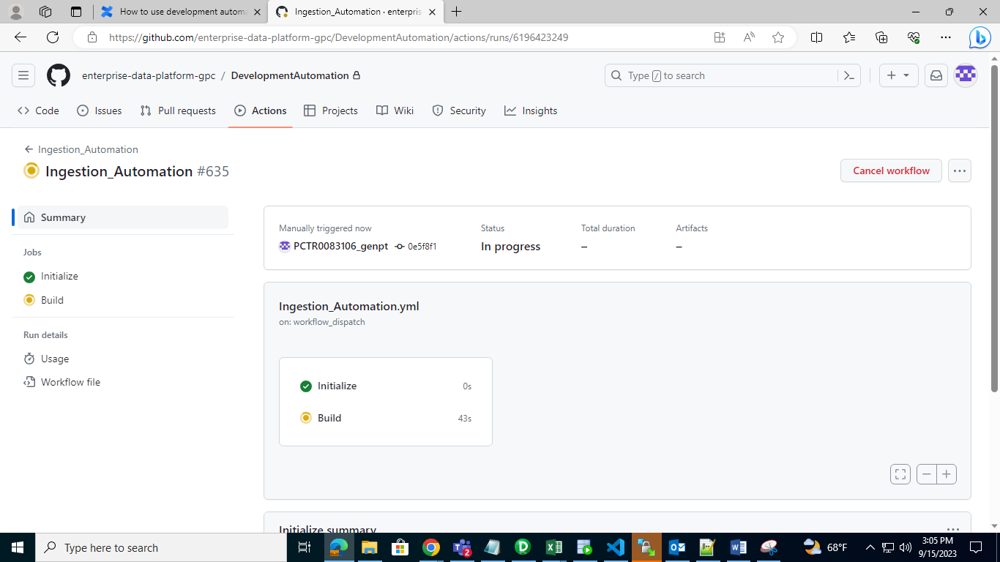 How to use development automa
Ingestion_Automation · enterpris
https://github.com/enterprise-data-platform-gpc/DevelopmentAutomation/actions/runs/6196423249
enterprise-data-platform-gpc / DevelopmentAutomation
Type / to search
Code
Issues
Pull requests
Actions
Projects
Wiki
Security
Insights
Ingestion_Automation
Ingestion_Automation #635
Cancel workflow
Summary
Jobs
Initialize
Build
Run details
Usage
Workflow file
Manually triggered now
PCTR0083106_genpt 0e5f8f1
Status
In progress
Total duration
–
Artifacts
–
Ingestion_Automation.yml
on: workflow_dispatch
Initialize 0s
Build 43s
Initialize summary
Type here to search
2
68°F
3:05 PM
9/15/2023